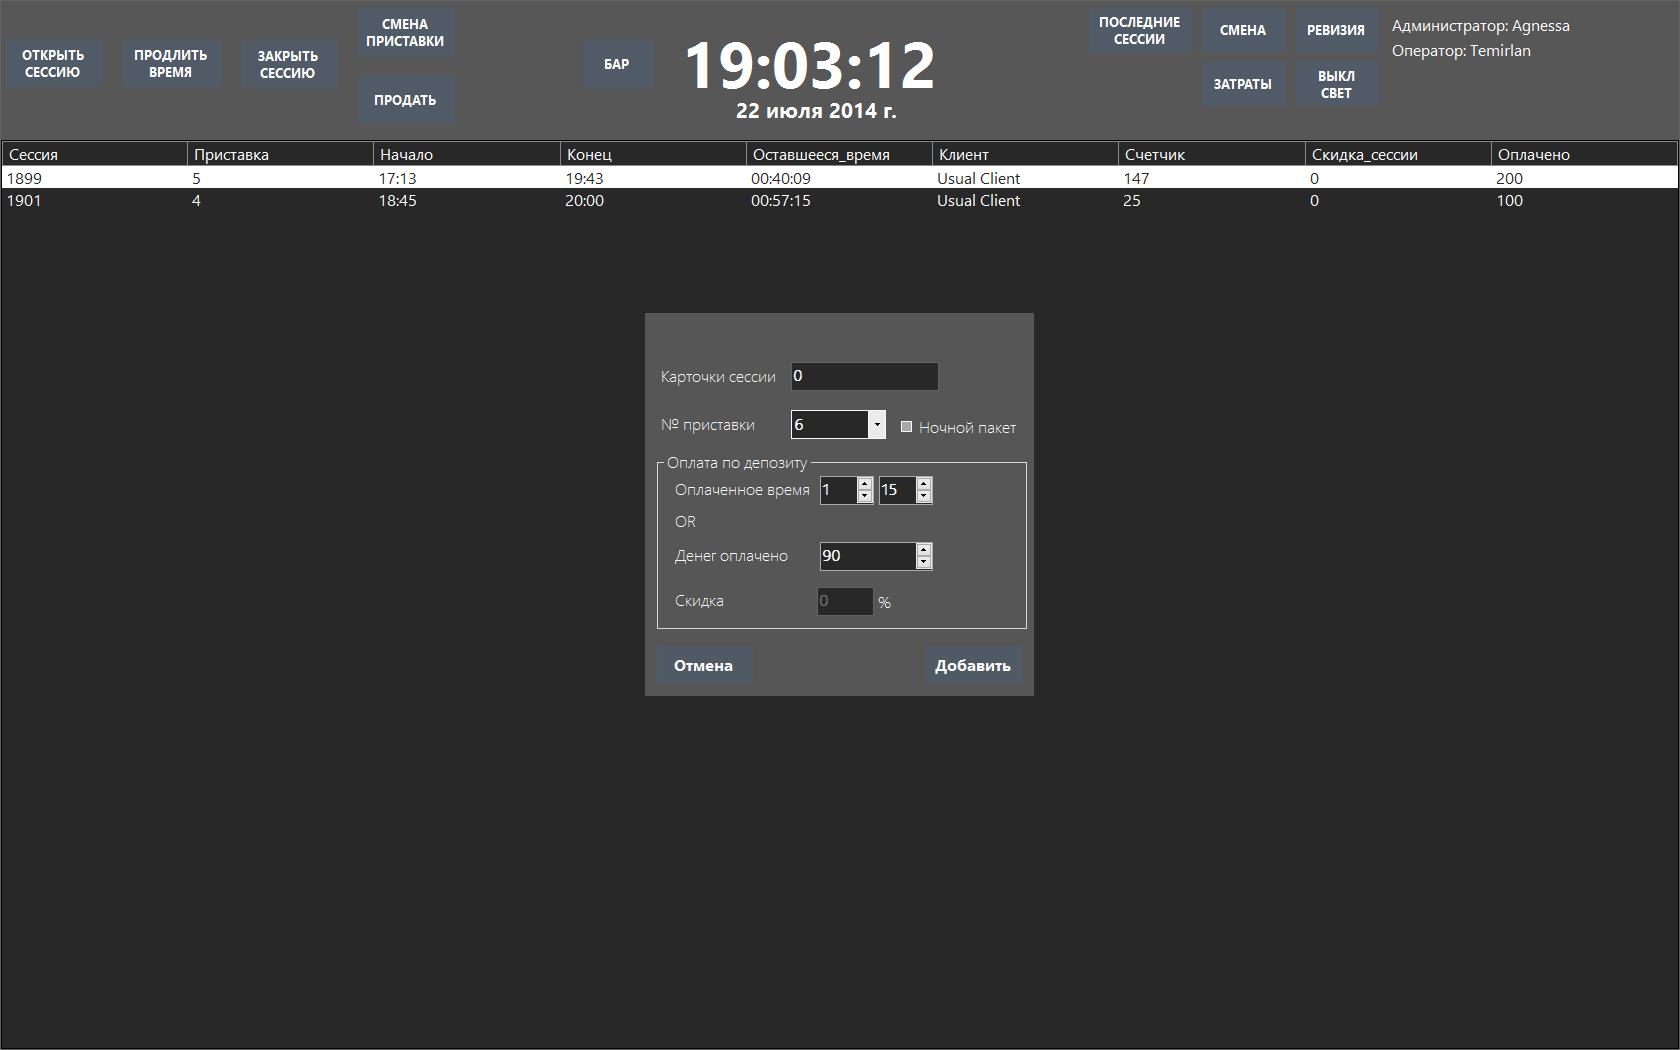 ОТКРЫТЬ
СЕССИЮ
ПРОДЛИТЬ
ВРЕМЯ
ЗАКРЫТЬ
СЕССИЮ
СМЕНА
ПРИСТАВКИ
ПРОДАТЬ
БАР
19:03:12
22 июля 2014 г.
ПОСЛЕДНИЕ
СЕССИИ
СМЕНА
РЕВИЗИЯ
ЗАТРАТЫ
ВЫКЛ
СВЕТ
Администратор: Agnessa
Оператор: Temirlan
Сессия Приставка Начало Конец Оставшееся_время Клиент Счетчик Скидка_сессии Оплачено
1899 5 17:13 19:43 00:40:09 Usual Client 147 0 200
1901 4 18:45 20:00 00:57:15 Usual Client 25 0 100
Карточки сессии 0
№ приставки 6 Ночной пакет
Оплата по депозиту
Оплаченное время 1 15
OR
Денег оплачено 90
Скидка 0 %
Отмена Добавить